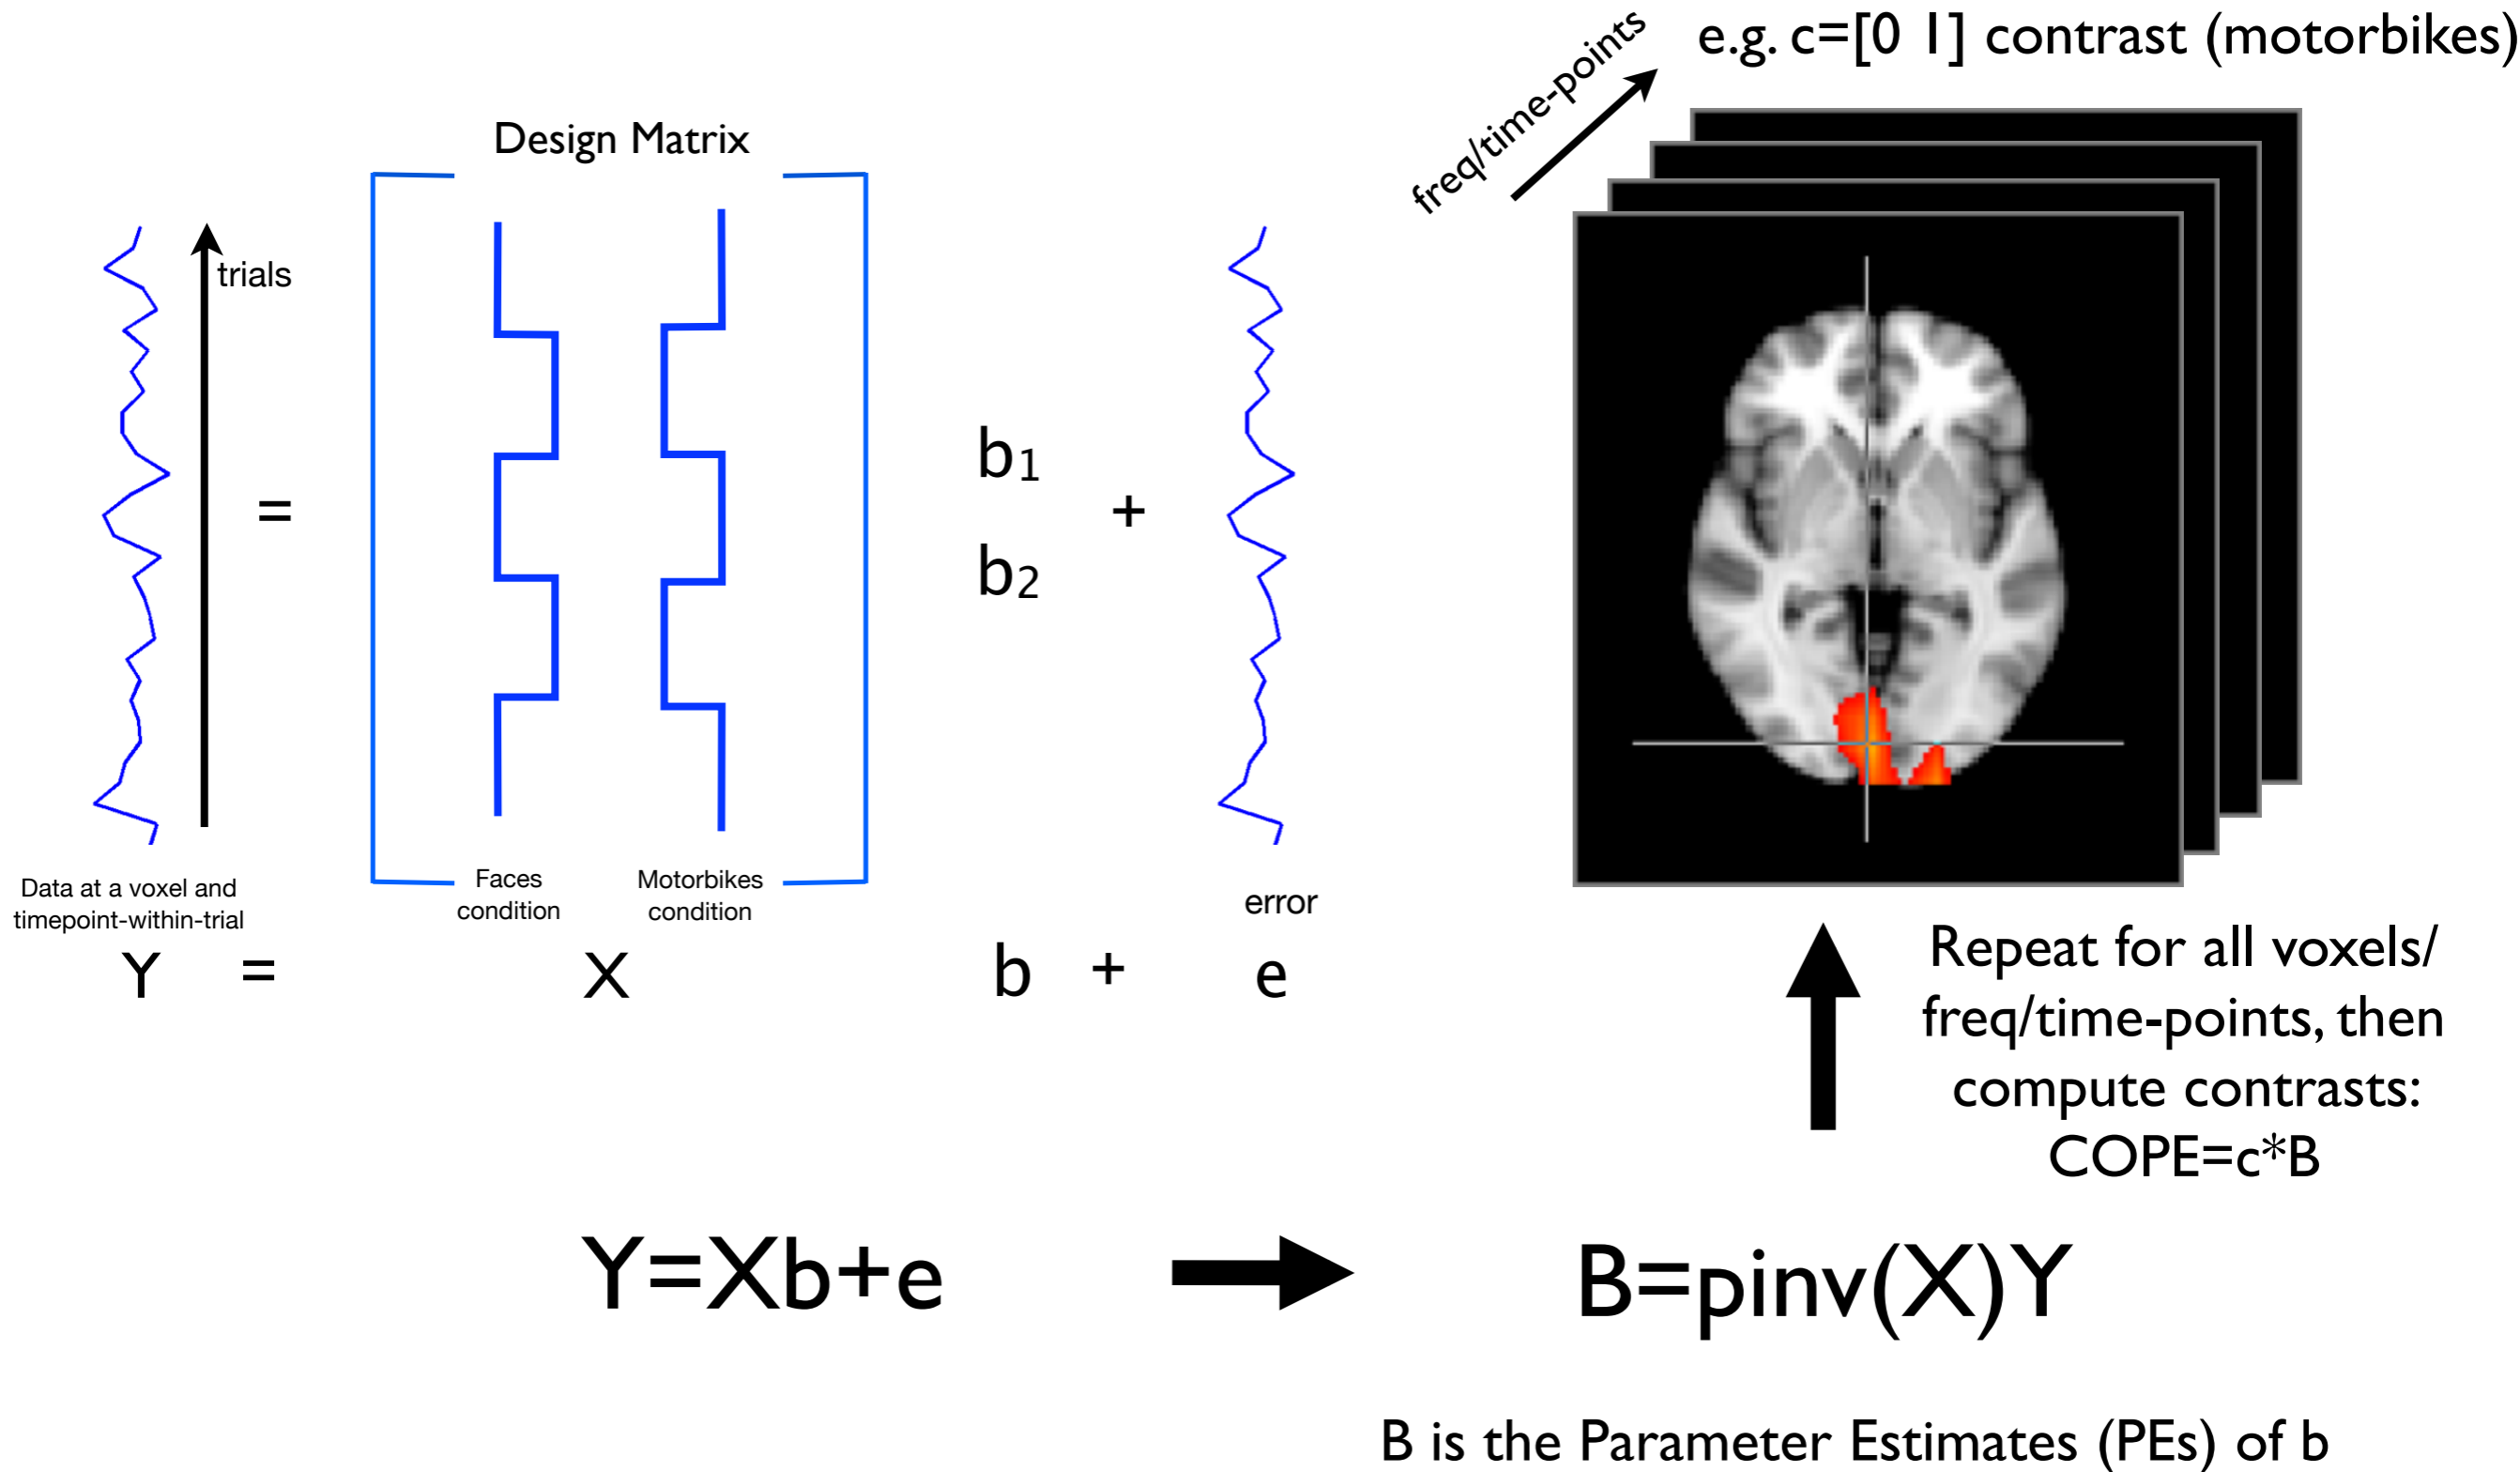 e.g. c=[0 1] contrast (motorbikes)
freq/time-points
Design Matrix
trials
=
b1
b2
+
Data at a voxel and
timepoint-within-trial
Faces
condition
Motorbikes
condition
error
Y = X b + e
Repeat for all voxels/
freq/time-points, then
compute contrasts:
COPE=c*B
Y=Xb+e
B=pinv(X)Y
B is the Parameter Estimates (PEs) of b